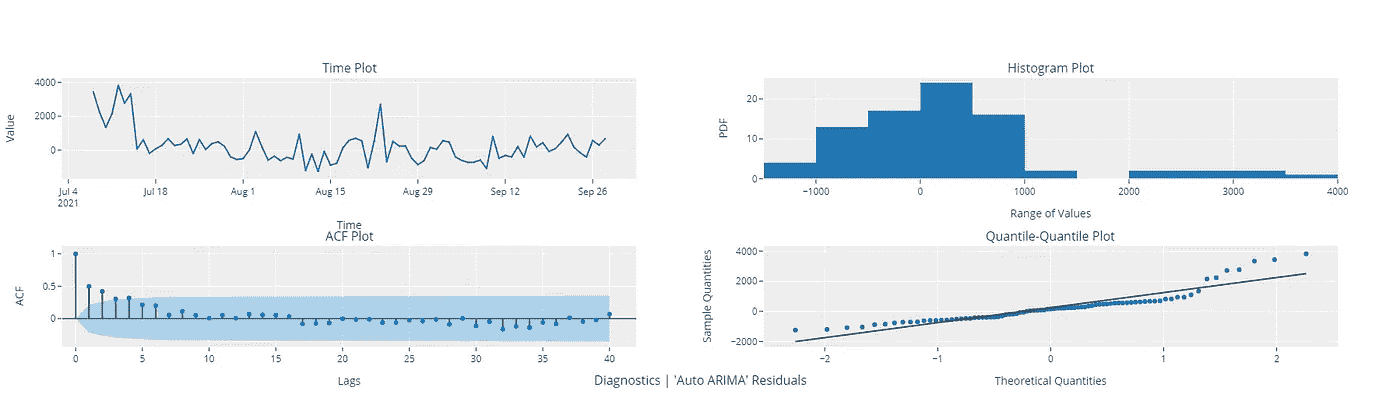 Time Plot
Value
4000
2000
0
Jul 4
2021
Jul 18
Aug 1
Aug 15
Aug 29
Sep 12
Sep 26
Time
Histogram Plot
PDF
20
10
0
−1000
0
1000
2000
3000
4000
Range of Values
ACF Plot
ACF
1
0.5
0
0
5
10
15
20
25
30
35
40
Lags
Quantile-Quantile Plot
Sample Quantities
4000
2000
0
−2000
−2
−1
0
1
2
Theoretical Quantities
Diagnostics | 'Auto ARIMA' Residuals